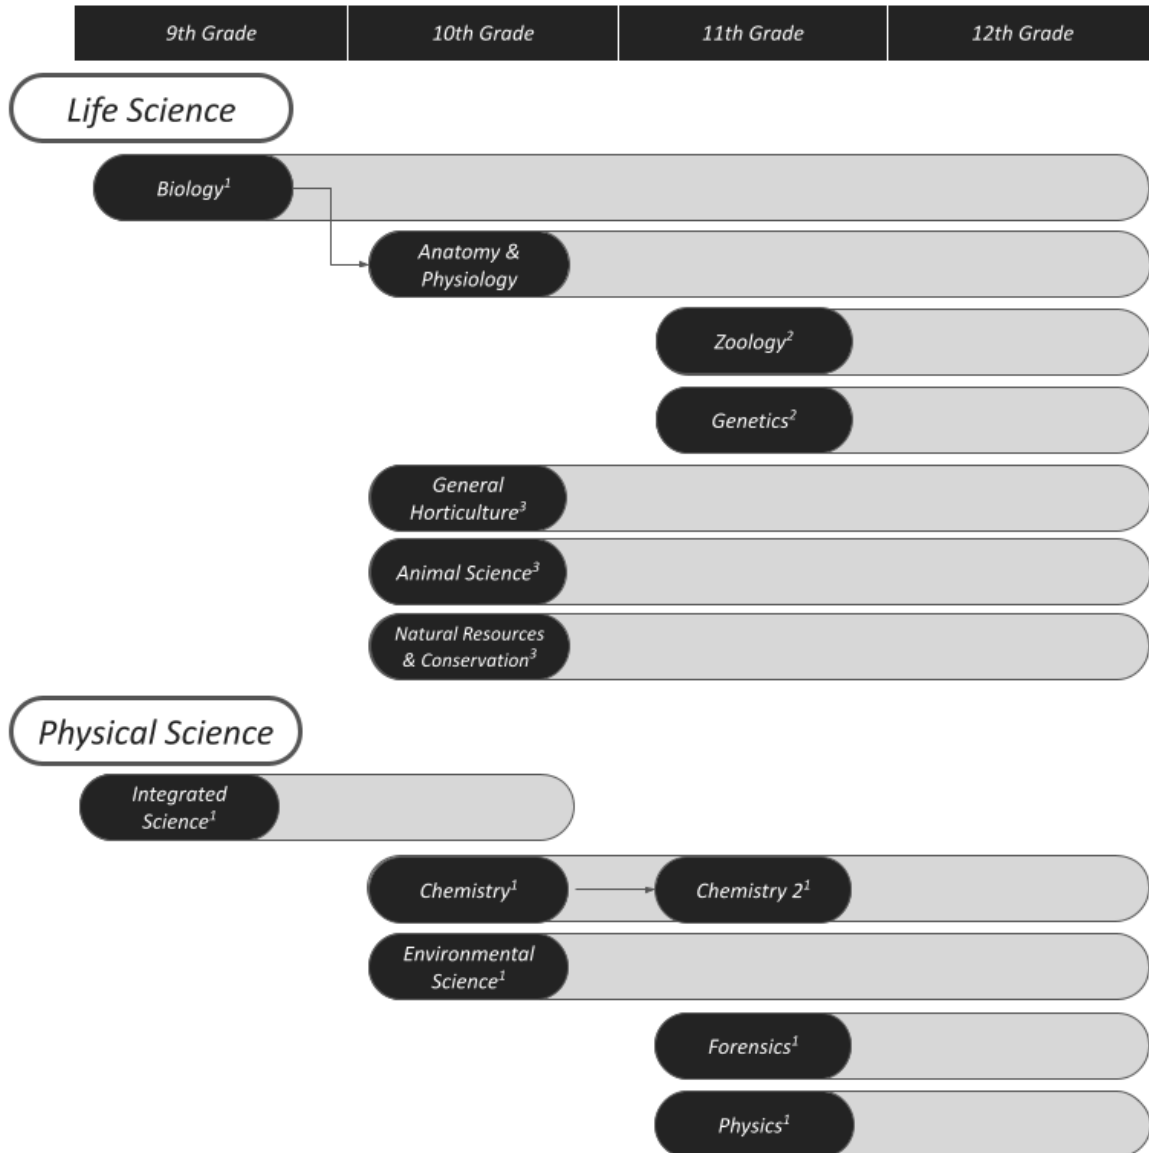 9th Grade 10th Grade 11th Grade 12th Grade
Life Science
Biology¹
Anatomy &
Physiology
Zoology²
Genetics²
General
Horticulture³
Animal Science³
Natural Resources
& Conservation³
Physical Science
Integrated
Science¹
Chemistry¹ Chemistry 2¹
Environmental
Science¹
Forensics¹
Physics¹